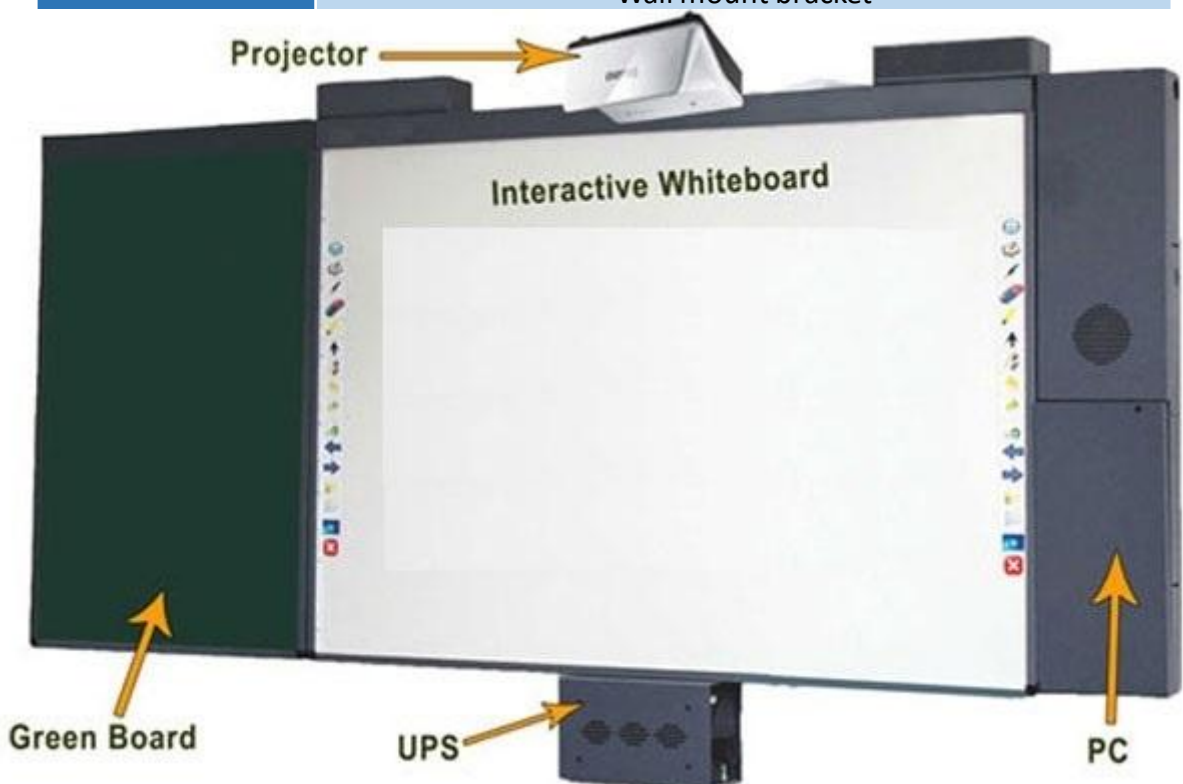 Wall mount bracket
Projector
Interactive Whiteboard
Green Board
UPS
PC